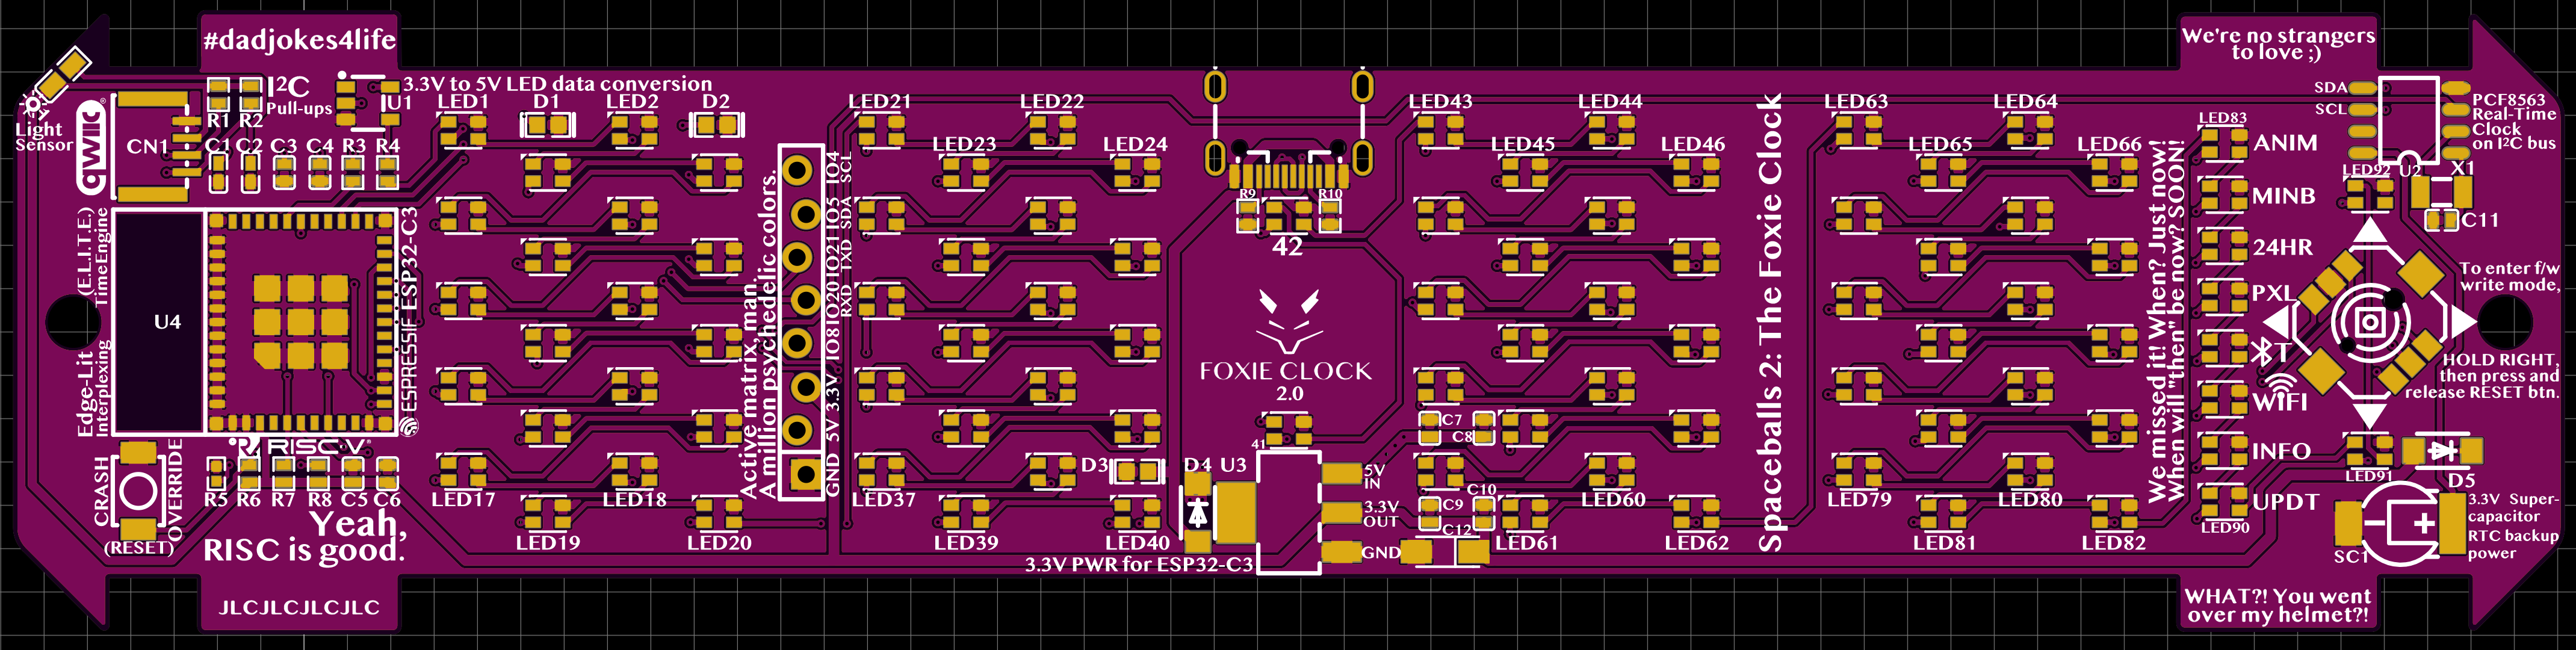 #dadjokes4life
We're no strangers
to love ;)
I²C
Pull-ups
3.3V to 5V LED data conversion
U1
R1 R2
Light
Sensor
QWIIC
CN1
C1 C2 C3 C4 R3 R4
LED1 D1 LED2 D2
LED21 LED22
LED23 LED24
LED43 LED44
LED45 LED46
LED63 LED64
LED65 LED66
LED83
SDA
SCL
PCF8563
Real-Time
Clock
on I²C bus
U2
X1
LED92
C11
ANIM
MINB
24HR
PXL
BT
WIFI
INFO
UPDT
LED90
Edge-Lit (E.L.I.T.E.)
Interplexing TimeEngine
U4
ESPRESSIF ESP32-C3
RISC-V
Active matrix, man.
A million psychedelic colors.
IO4
SCL
IO5
SDA
IO21
TXD
IO20
RXD
IO8
3.3V
5V
GND
R9 R10
42
FOXIE CLOCK
2.0
41
Spaceballs 2: The Foxie Clock
We missed it! When? Just now!
When will "then" be now? SOON!
To enter f/w
write mode,
HOLD RIGHT,
then press and
release RESET btn.
CRASH
OVERRIDE
(RESET)
R5 R6 R7 R8 C5 C6
Yeah,
RISC is good.
LED17 LED18
LED19 LED20
LED37
LED39 LED40
D3 D4 U3
5V
IN
3.3V
OUT
GND
C7
C8
C9
C10
C12
3.3V PWR for ESP32-C3
LED60
LED61 LED62
LED79 LED80
LED81 LED82
LED91
D5
SC1
3.3V Super-
capacitor
RTC backup
power
JLCJLCJLCJLC
WHAT?! You went
over my helmet?!